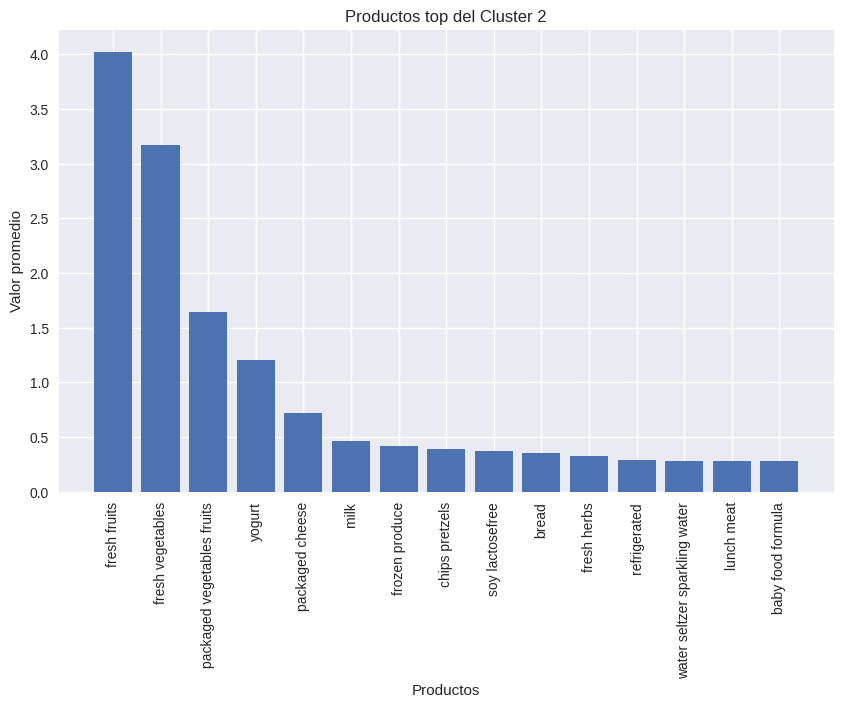 Productos top del Cluster 2
Valor promedio
4.0
3.5
3.0
2.5
2.0
1.5
1.0
0.5
0.0
fresh fruits
fresh vegetables
packaged vegetables fruits
yogurt
packaged cheese
milk
frozen produce
chips pretzels
soy lactosefree
bread
fresh herbs
refrigerated
water seltzer sparkling water
lunch meat
baby food formula
Productos